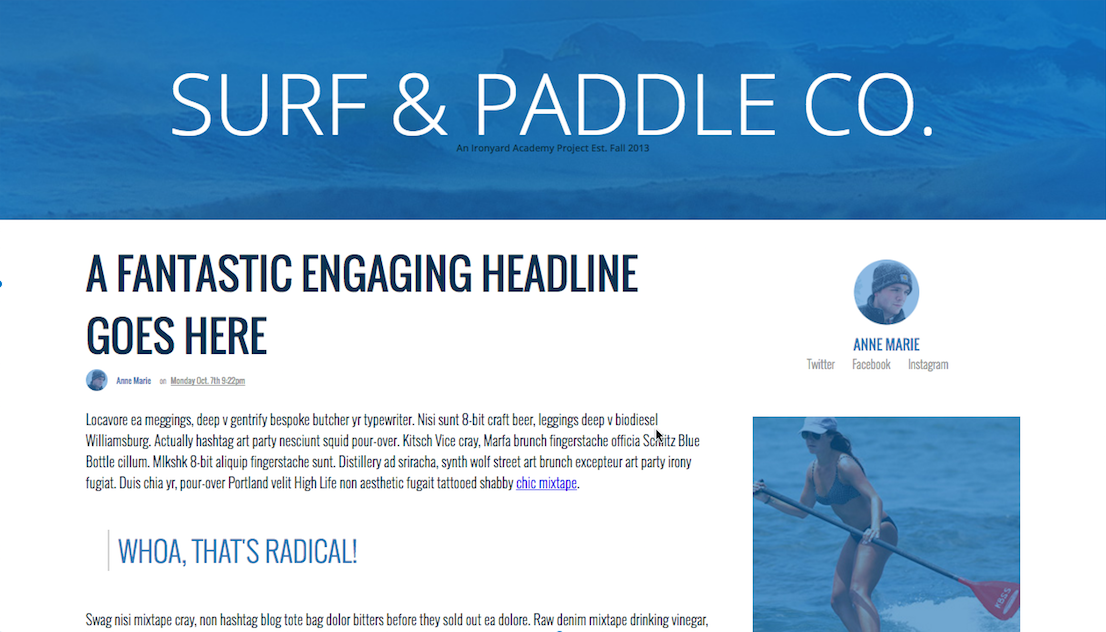 SURF & PADDLE CO.
An Ironyard Academy Project Est. Fall 2013
A FANTASTIC ENGAGING HEADLINE
GOES HERE
Anne Marie on Monday Oct. 7th 9:22pm
Locavore ea meggings, deep v gentrify bespoke butcher yr typewriter. Nisi sunt 8-bit craft beer, leggings deep v biodiesel
Williamsburg. Actually hashtag art party nesciunt squid pour-over. Kitsch Vice cray, Marfa brunch fingerstache officia Schlitz Blue
Bottle cillum. Mlkshk 8-bit aliquip fingerstache sunt. Distillery ad sriracha, synth wolf street art brunch excepteur art party irony
fugiat. Duis chia yr, pour-over Portland velit High Life non aesthetic fugait tattooed shabby chic mixtape.
WHOA, THAT'S RADICAL!
Swag nisi mixtape cray, non hashtag blog tote bag dolor bitters before they sold out ea dolore. Raw denim mixtape drinking vinegar,
ANNE MARIE
Twitter Facebook Instagram
KBGS